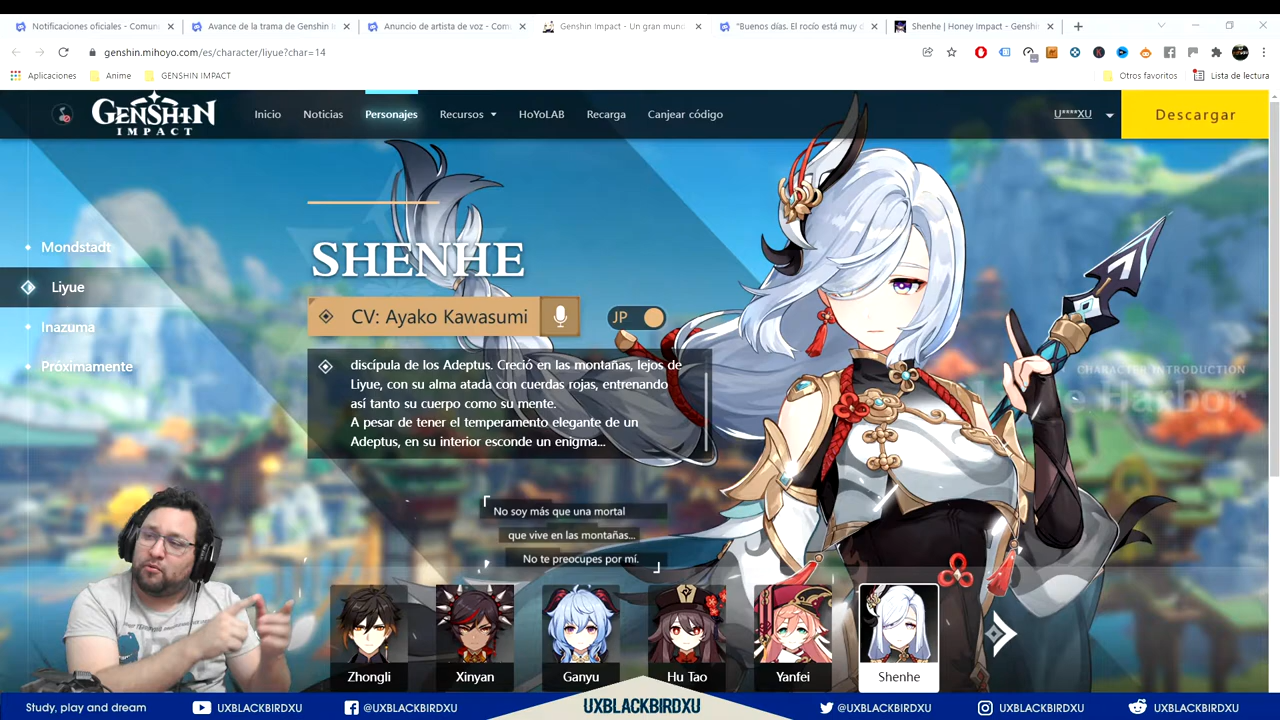 Notificaciones oficiales - Comuni
Avance de la trama de Genshin I
Anuncio de artista de voz - Comu
Genshin Impact - Un gran mundo
"Buenos días. El rocío está muy d
Shenhe | Honey Impact - Genshin
genshin.mihoyo.com/es/character/liyue?char=14
Aplicaciones
Anime
GENSHIN IMPACT
Otros favoritos
Lista de lectura
GENSHIN
IMPACT
Inicio
Noticias
Personajes
Recursos
HoYoLAB
Recarga
Canjear código
U****XU
Descargar
Mondstadt
Liyue
Inazuma
Próximamente
SHENHE
CV: Ayako Kawasumi
JP
discípula de los Adeptus. Creció en las montañas, lejos de
Liyue, con su alma atada con cuerdas rojas, entrenando
así tanto su cuerpo como su mente.
A pesar de tener el temperamento elegante de un
Adeptus, en su interior esconde un enigma...
CHARACTER INTRODUCTION
Harbor
No soy más que una mortal
que vive en las montañas...
No te preocupes por mí.
Zhongli
Xinyan
Ganyu
Hu Tao
Yanfei
Shenhe
Study, play and dream
UXBLACKBIRDXU
@UXBLACKBIRDXU
UXBLACKBIRDXU
@UXBLACKBIRDXU
UXBLACKBIRDXU
UXBLACKBIRDXU